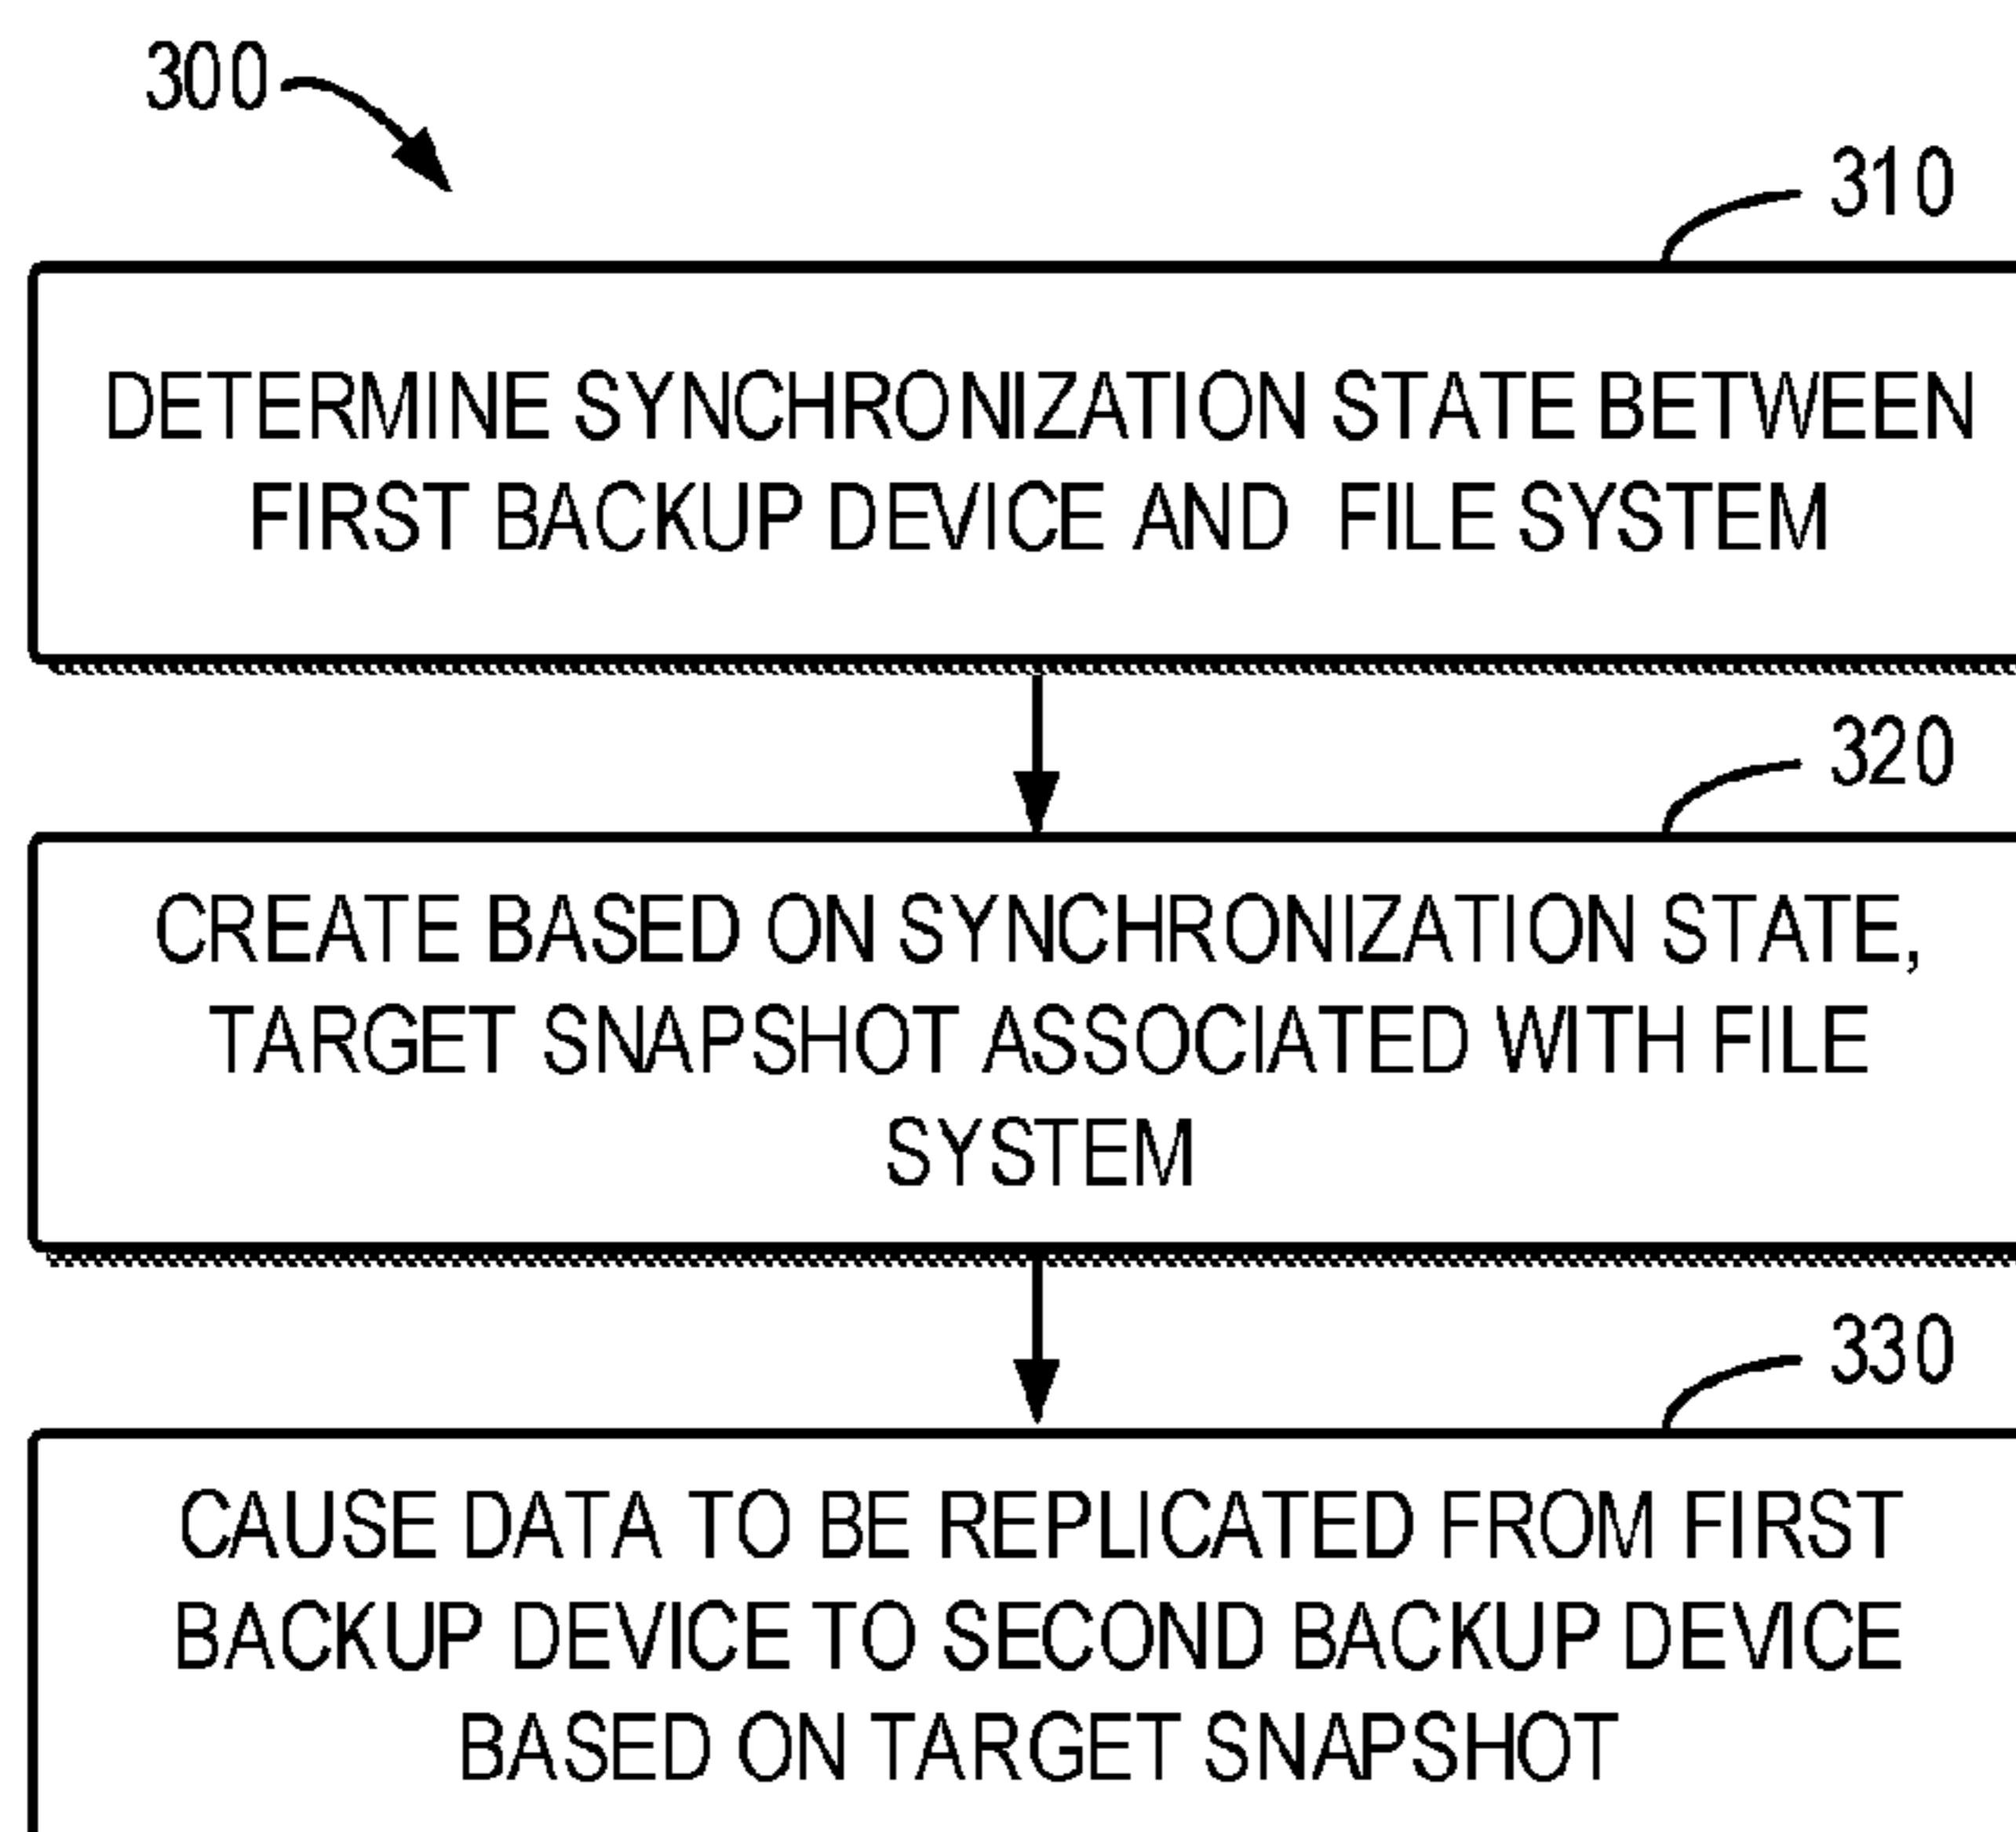 300
310
DETERMINE SYNCHRONIZATION STATE BETWEEN
FIRST BACKUP DEVICE AND FILE SYSTEM
320
CREATE BASED ON SYNCHRONIZATION STATE,
TARGET SNAPSHOT ASSOCIATED WITH FILE
SYSTEM
330
CAUSE DATA TO BE REPLICATED FROM FIRST
BACKUP DEVICE TO SECOND BACKUP DEVICE
BASED ON TARGET SNAPSHOT